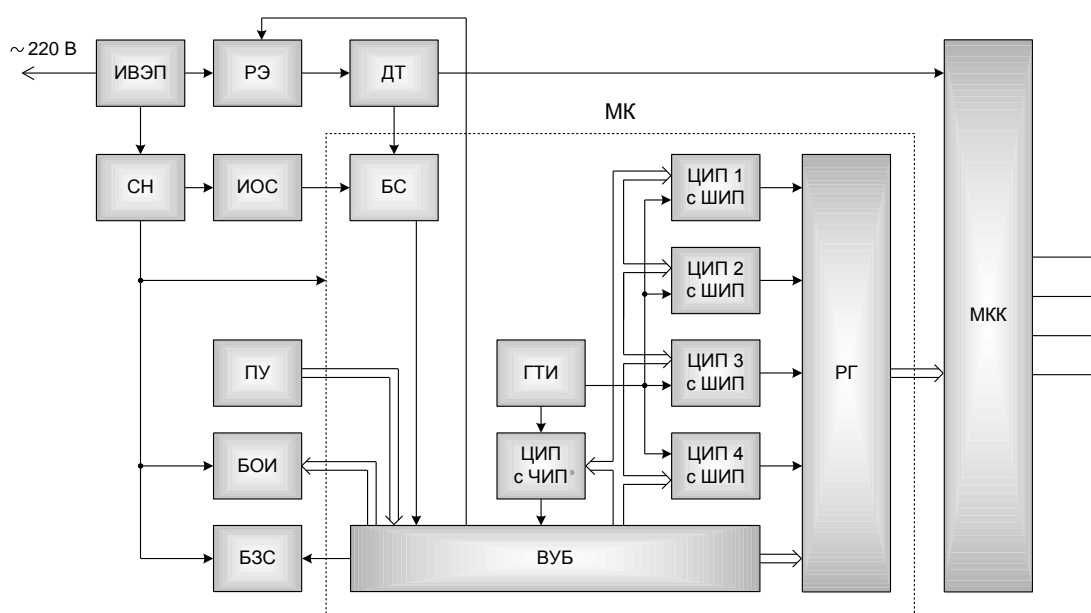 ~ 220 В
ИВЭП
РЭ
ДТ
МК
СН
ИОС
БС
ЦИП 1
с ШИП
ЦИП 2
с ШИП
МКК
ПУ
ГТИ
ЦИП 3
с ШИП
РГ
БОИ
ЦИП
с ЧИП
ЦИП 4
с ШИП
БЗС
ВУБ